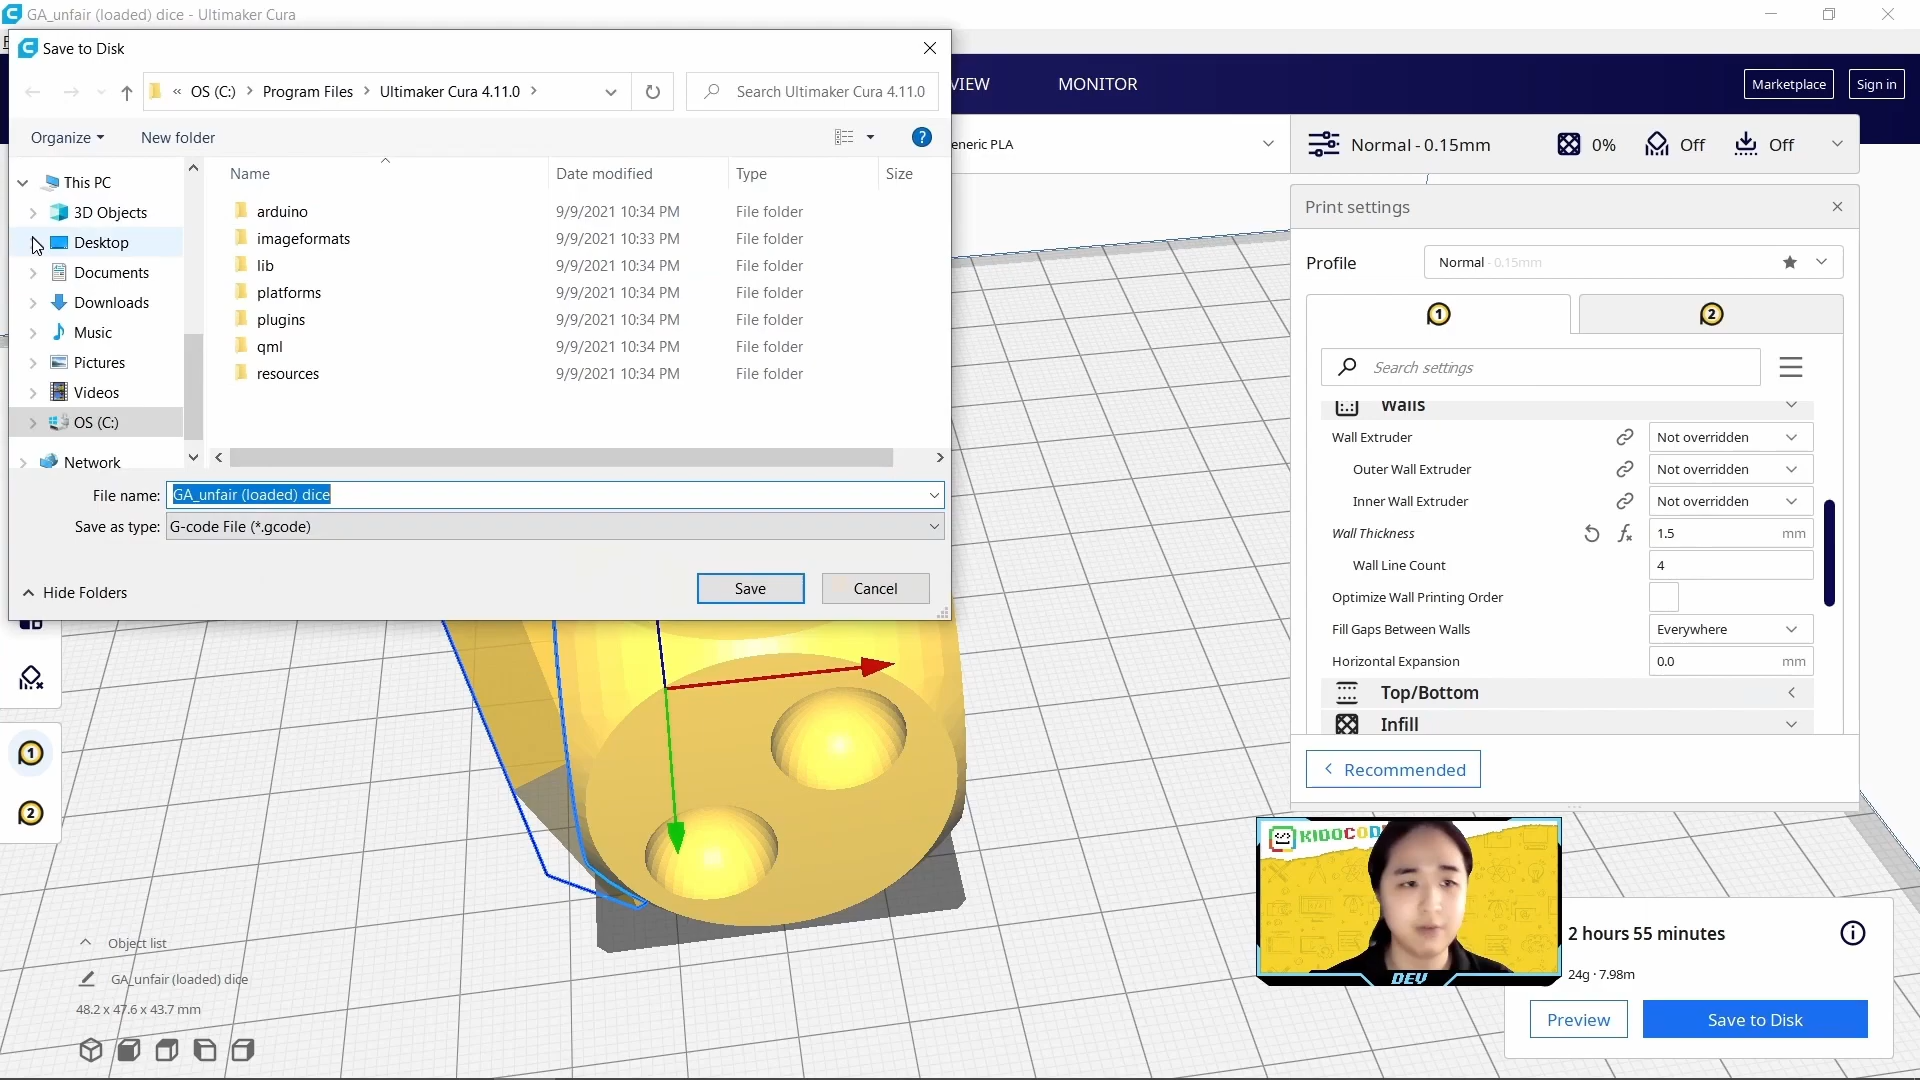 GA_unfair (loaded) dice - Ultimaker Cura
Save to Disk
« OS (C:) > Program Files > Ultimaker Cura 4.11.0 >
Search Ultimaker Cura 4.11.0
Organize
New folder
Name
Date modified
Type
Size
This PC
3D Objects
Desktop
Documents
Downloads
Music
Pictures
Videos
OS (C:)
Network
arduino 9/9/2021 10:34 PM File folder
imageformats 9/9/2021 10:33 PM File folder
lib 9/9/2021 10:34 PM File folder
platforms 9/9/2021 10:34 PM File folder
plugins 9/9/2021 10:34 PM File folder
qml 9/9/2021 10:34 PM File folder
resources 9/9/2021 10:34 PM File folder
File name: GA_unfair (loaded) dice
Save as type: G-code File (*.gcode)
Hide Folders
Save
Cancel
MONITOR
Marketplace
Sign in
Normal - 0.15mm
0%
Off
Off
Print settings
Profile
Normal - 0.15mm
1
2
Search settings
Walls
Wall Extruder Not overridden
Outer Wall Extruder Not overridden
Inner Wall Extruder Not overridden
Wall Thickness 1.5 mm
Wall Line Count 4
Optimize Wall Printing Order
Fill Gaps Between Walls Everywhere
Horizontal Expansion 0.0 mm
Top/Bottom
Infill
Recommended
1
2
DEV
2 hours 55 minutes
24g · 7.98m
Preview
Save to Disk
Object list
GA_unfair (loaded) dice
48.2 x 47.6 x 43.7 mm